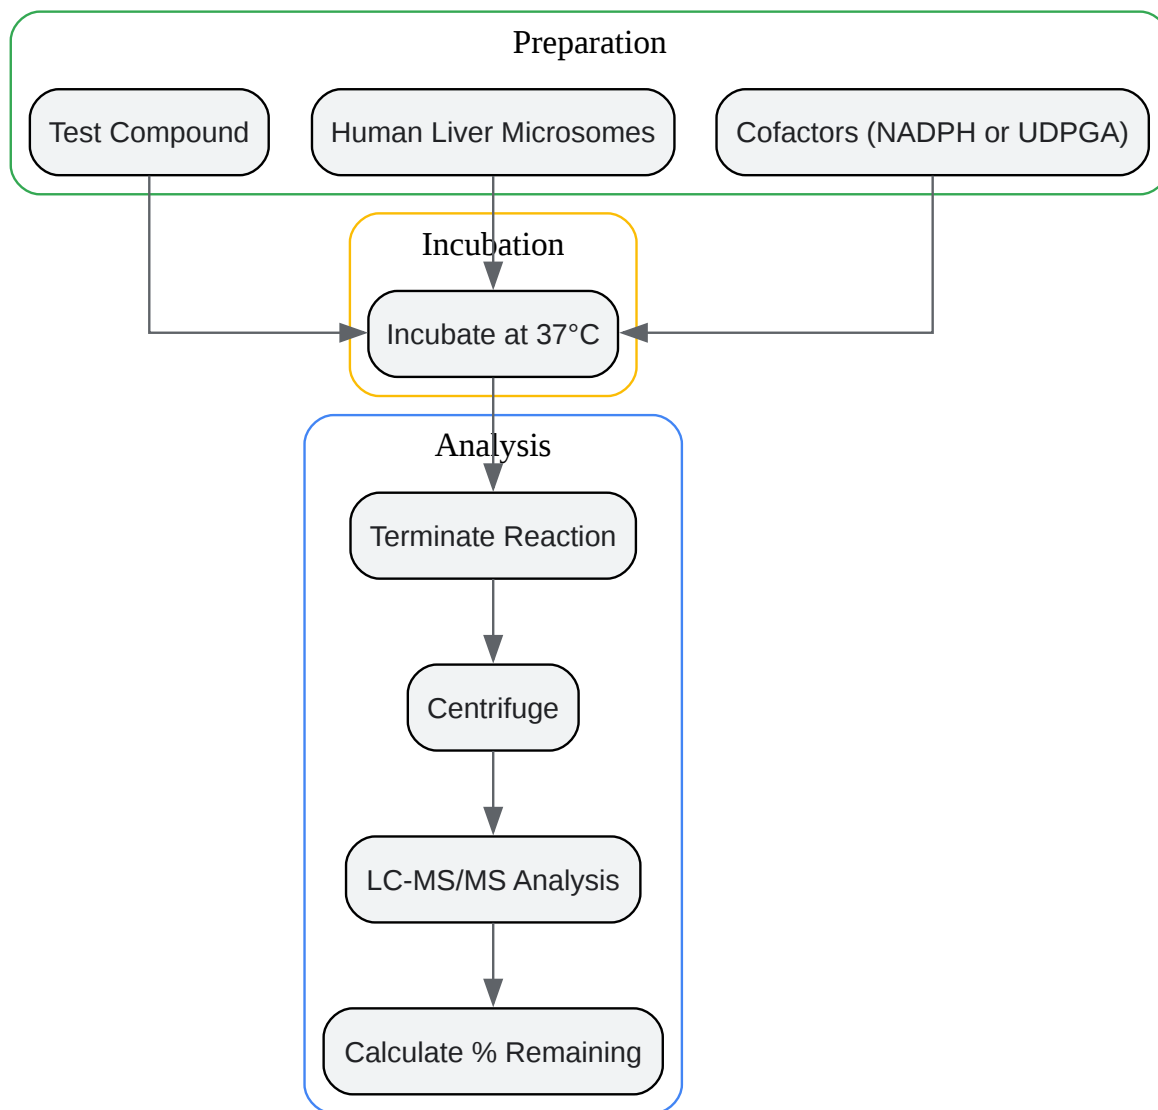 Preparation
Test Compound
Human Liver Microsomes
Cofactors (NADPH or UDPGA)
Incubation
Incubate at 37°C
Analysis
Terminate Reaction
Centrifuge
LC-MS/MS Analysis
Calculate % Remaining